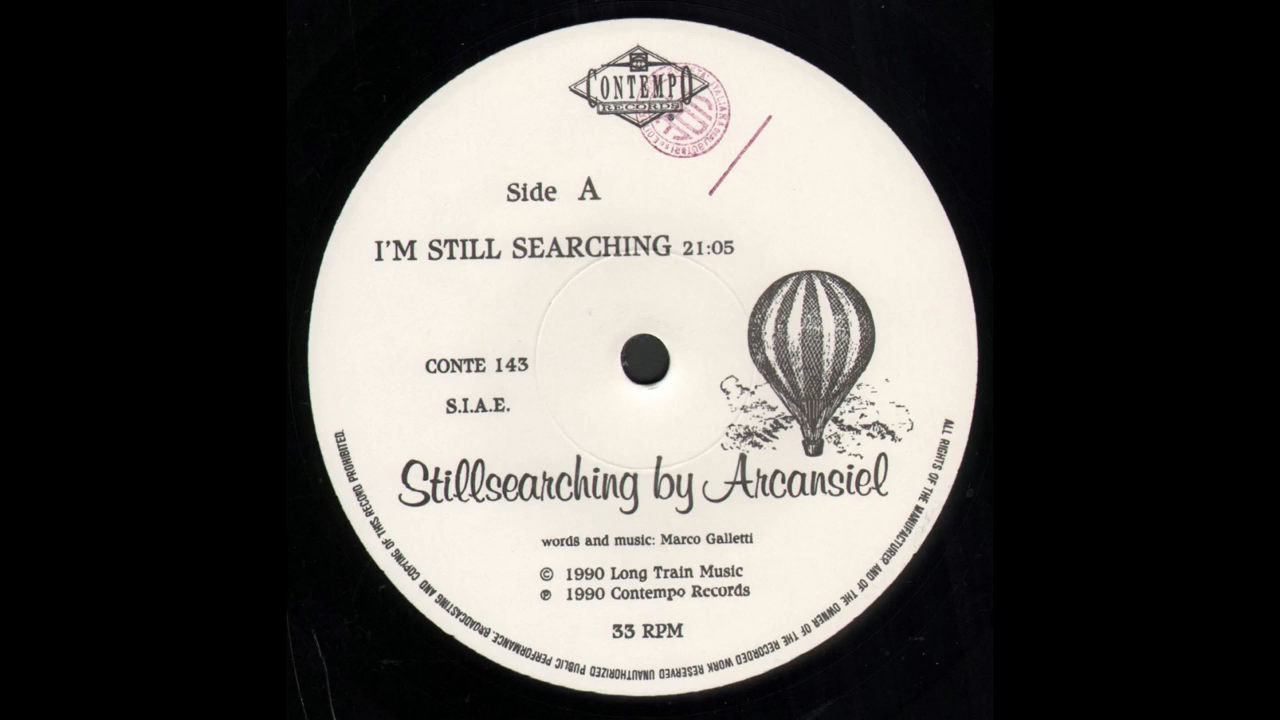 CONTEMPO
RECORDS
Side A
I'M STILL SEARCHING 21:05
CONTE 143
S.I.A.E.
Stillsearching by Arcansiel
words and music: Marco Galletti
© 1990 Long Train Music
℗ 1990 Contempo Records
33 RPM
ALL RIGHTS OF THE MANUFACTURER AND OF THE OWNER OF THE RECORDED WORK RESERVED UNAUTHORIZED PUBLIC PERFORMANCE, BROADCASTING AND COPYING OF THIS RECORD PROHIBITED.